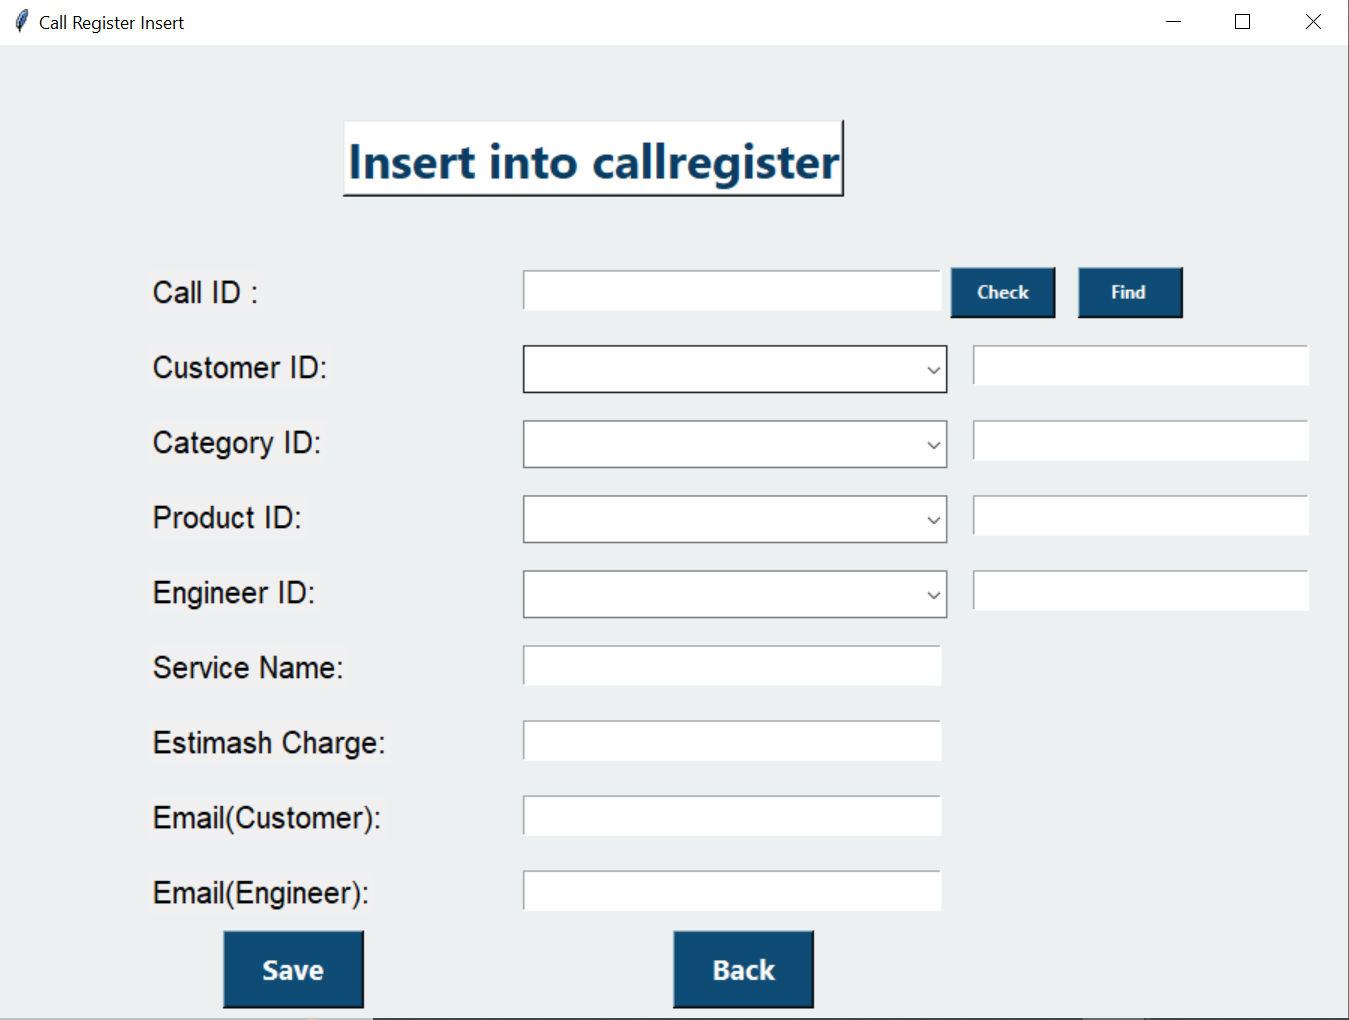 Call Register Insert
Insert into callregister
Call ID :
Check
Find
Customer ID:
Category ID:
Product ID:
Engineer ID:
Service Name:
Estimash Charge:
Email(Customer):
Email(Engineer):
Save
Back